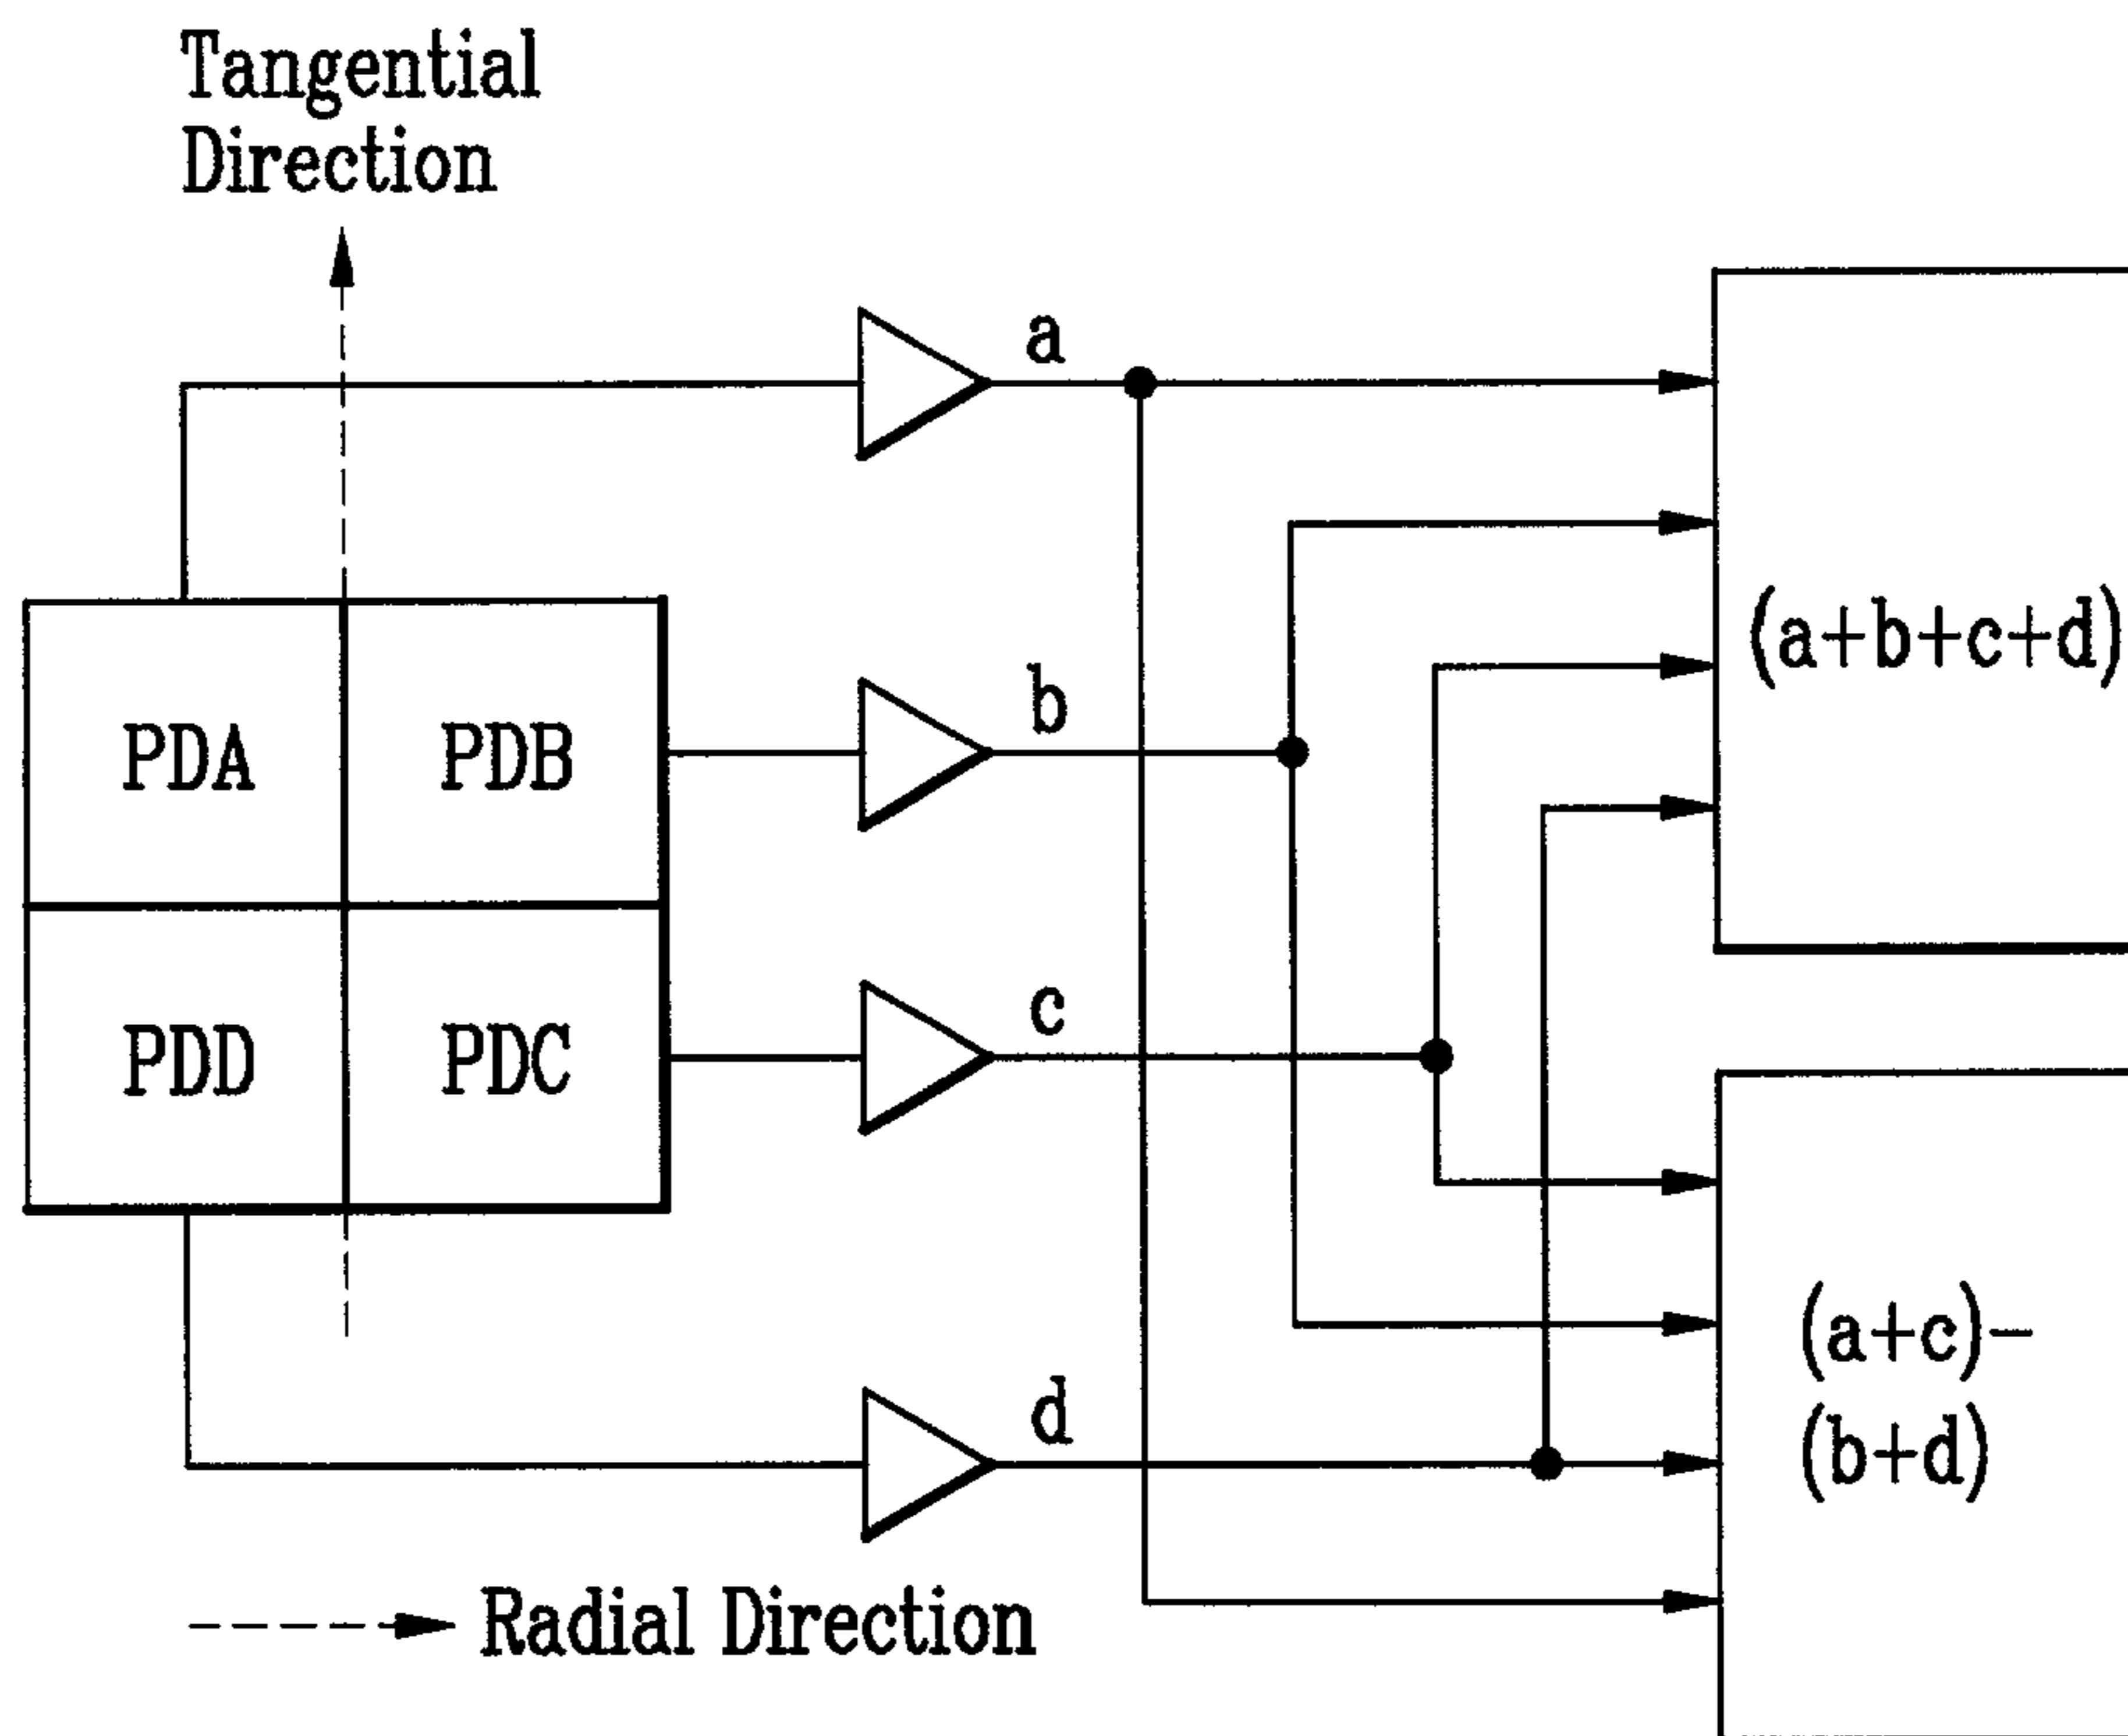 Tangential
Direction
a
(a+b+c+d)
b
PDA
PDB
c
PDD
PDC
(a+c)-
(b+d)
d
Radial Direction